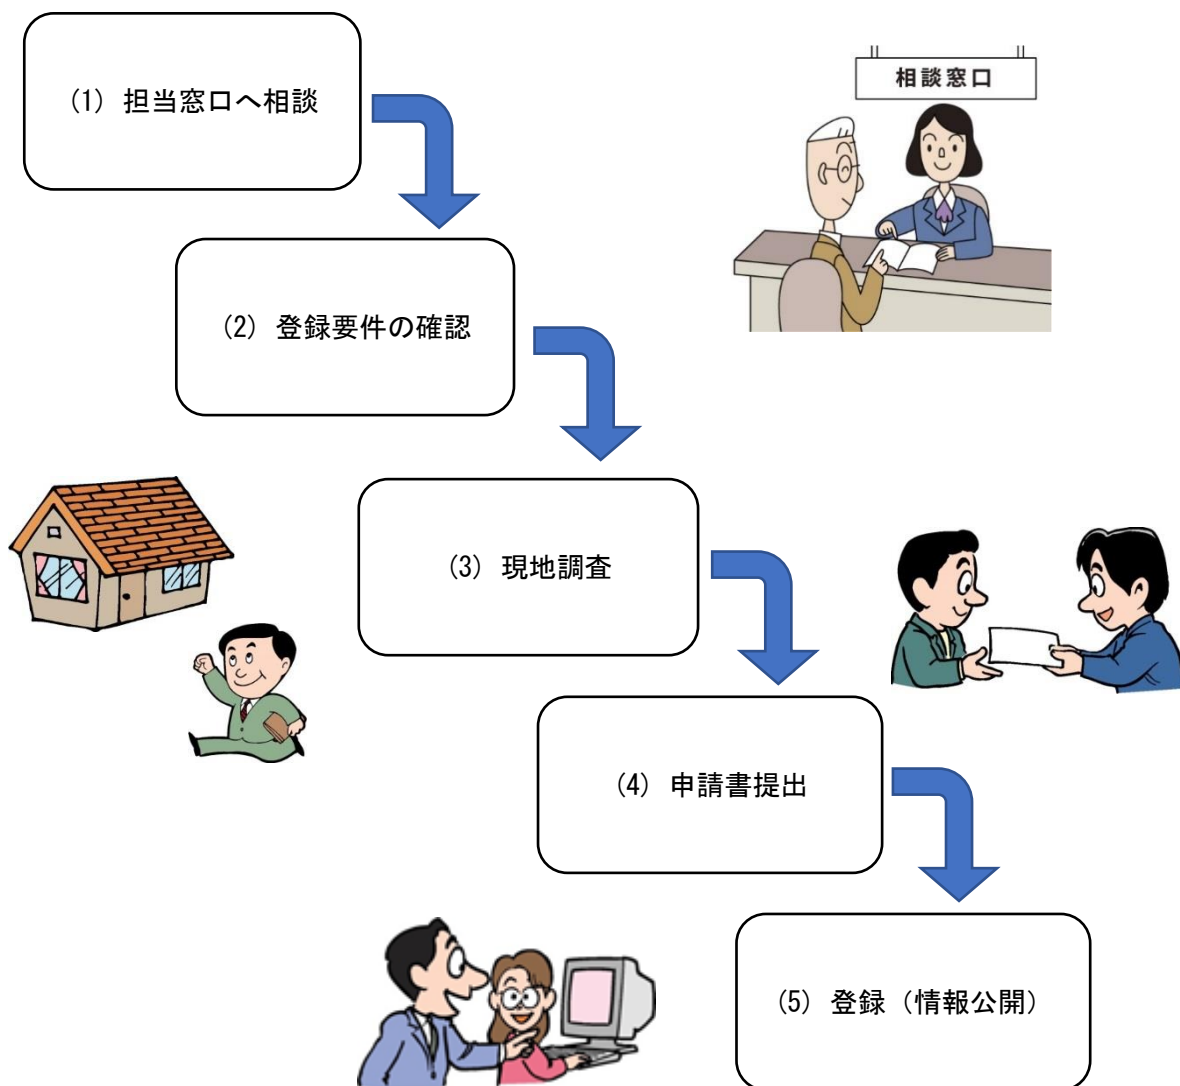 (1) 担当窓口へ相談
相談窓口
(2) 登録要件の確認
(3) 現地調査
(4) 申請書提出
(5) 登録（情報公開）